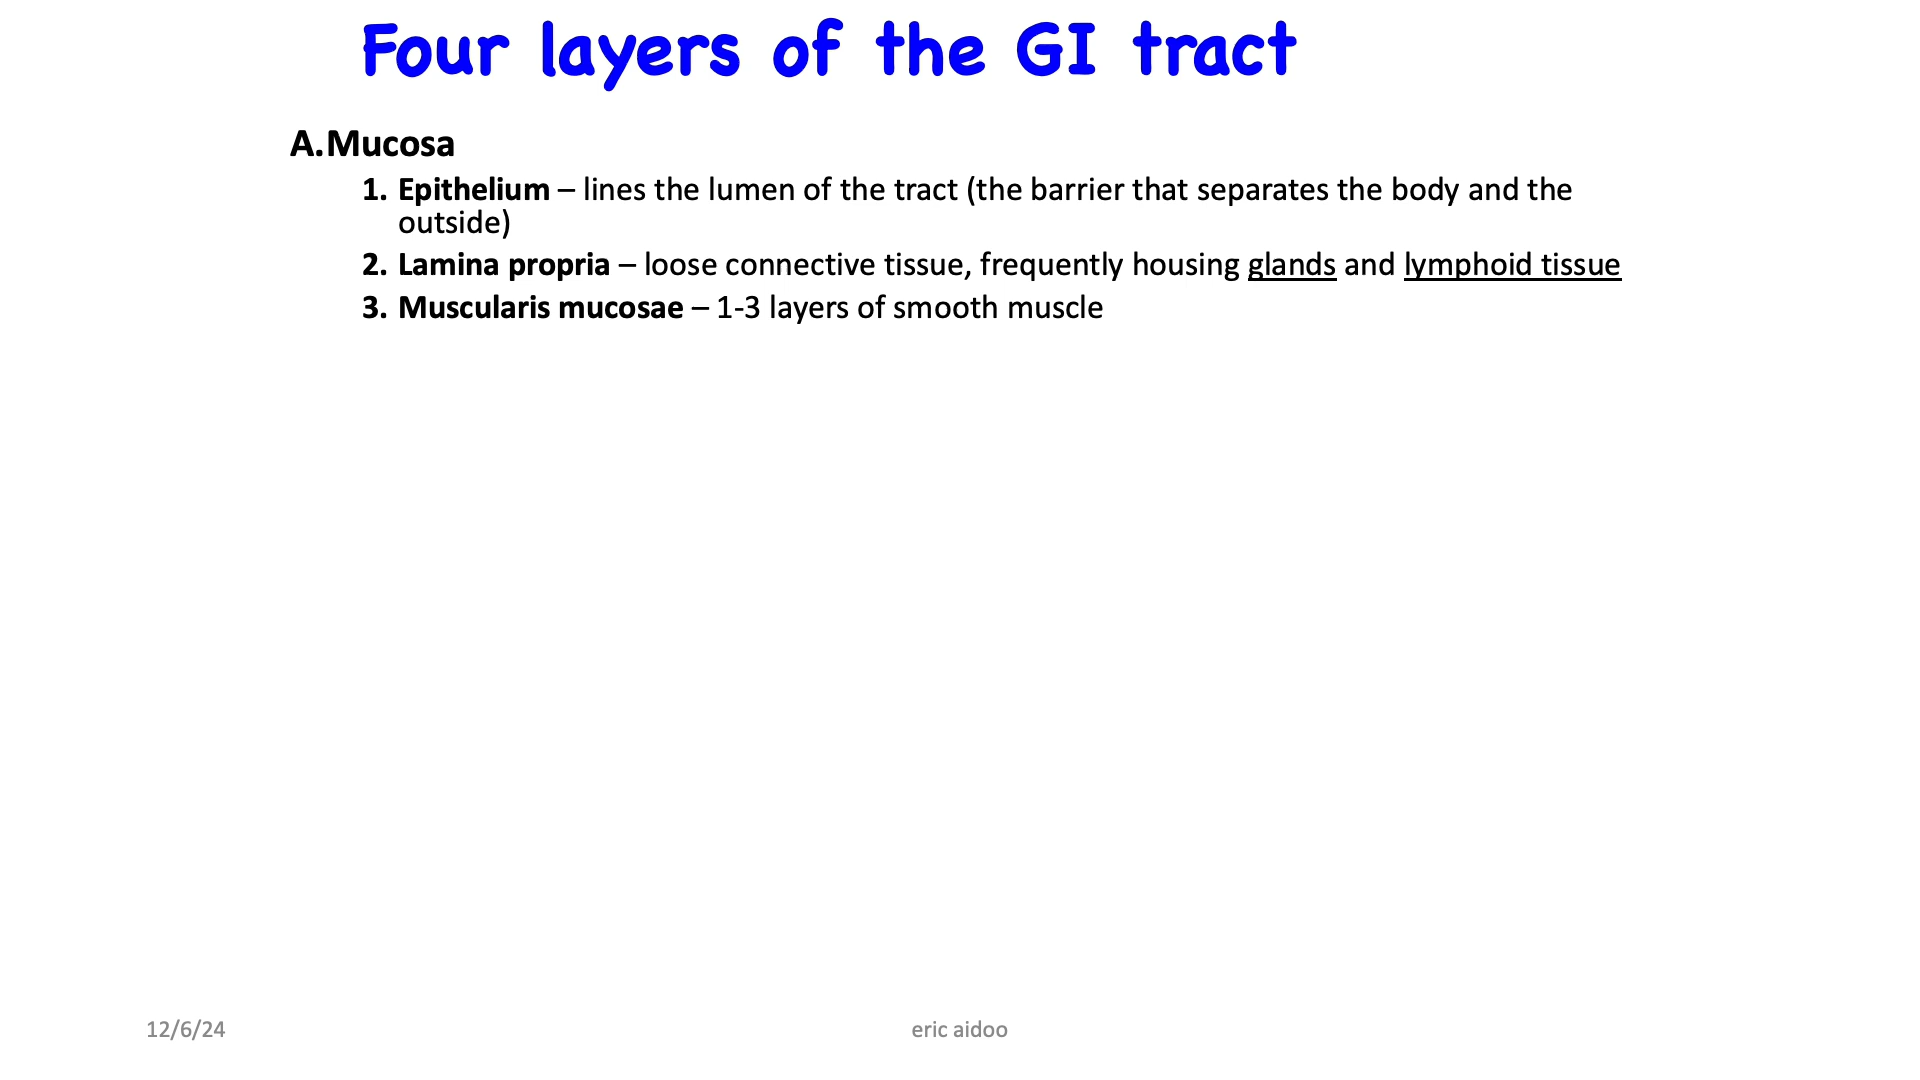 Four layers of the GI tract
A.Mucosa
1. Epithelium – lines the lumen of the tract (the barrier that separates the body and the
outside)
2. Lamina propria – loose connective tissue, frequently housing glands and lymphoid tissue
3. Muscularis mucosae – 1-3 layers of smooth muscle
12/6/24
eric aidoo